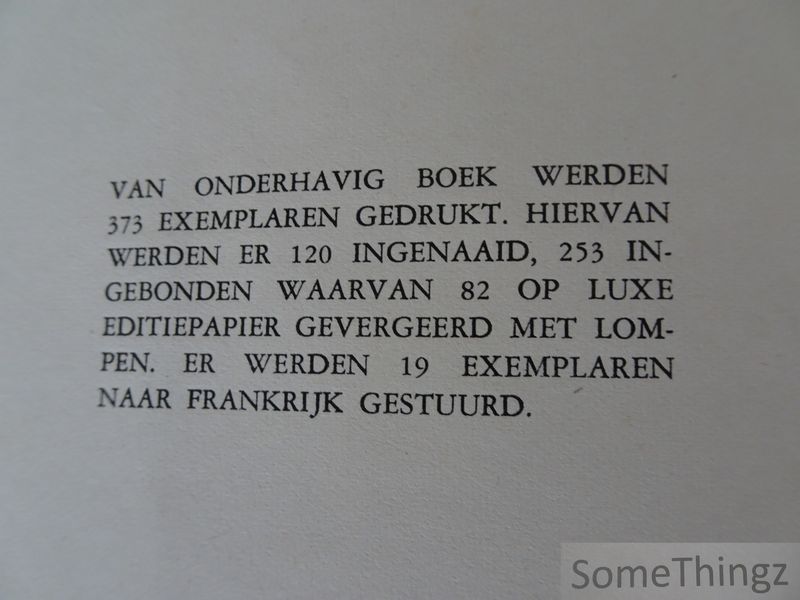 VAN ONDERHAVIG BOEK WERDEN
373 EXEMPLAREN GEDRUKT. HIERVAN
WERDEN ER 120 INGENAAID, 253 IN-
GEBONDEN WAARVAN 82 OP LUXE
EDITIEPAPIER GEVERGEERD MET LOM-
PEN. ER WERDEN 19 EXEMPLAREN
NAAR FRANKRIJK GESTUURD.
SomeThingz